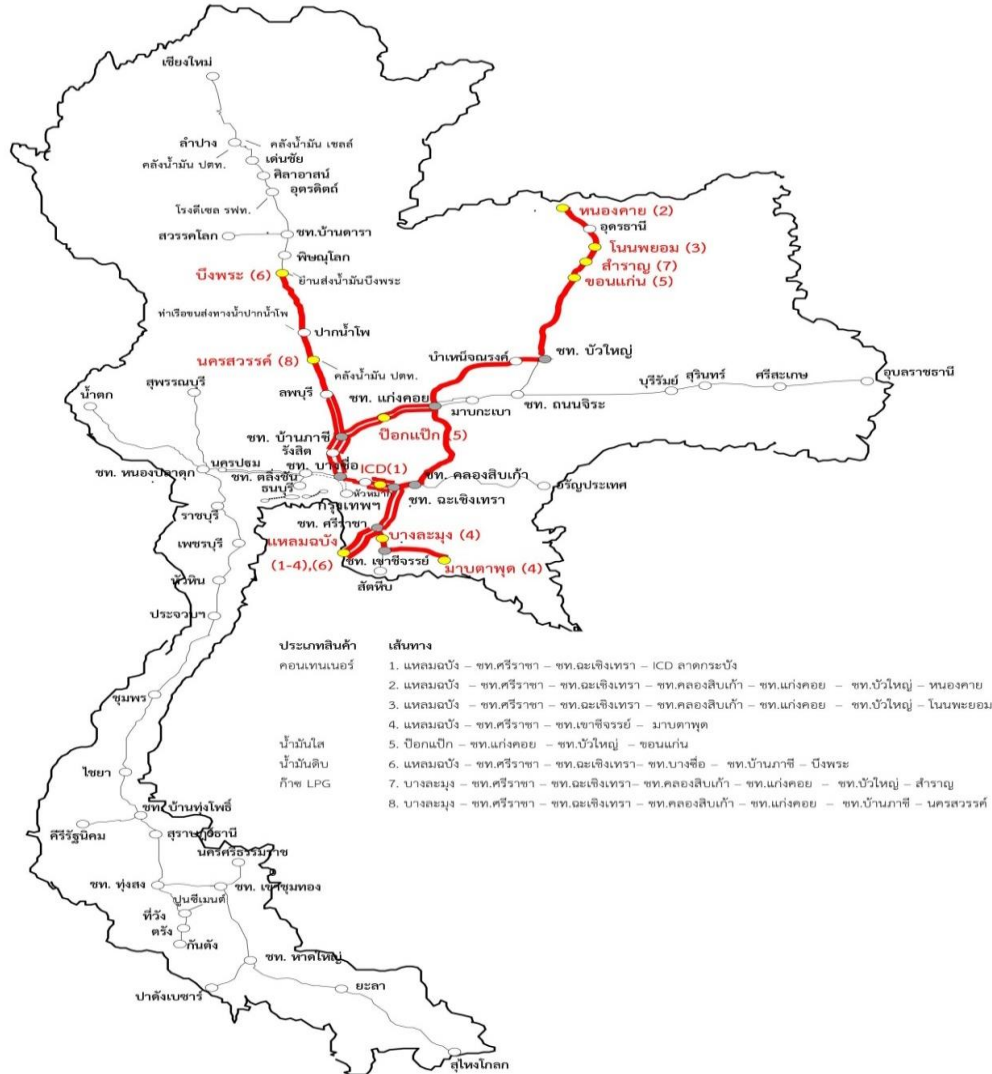 เชียงใหม่
ลำปาง
คลังน้ำมัน เชลล์
คลังน้ำมัน ปตท.
เด่นชัย
ศิลาอาสน์
อุตรดิตถ์
โรงดีเซล รฟท.
สวรรคโลก
ชท.บ้านดารา
พิษณุโลก
บึงพระ (6)
ย่านส่งน้ำมันบึงพระ
ท่าเรือขนส่งทางน้ำปากน้ำโพ
ปากน้ำโพ
นครสวรรค์ (8)
คลังน้ำมัน ปตท.
ลพบุรี
หนองคาย (2)
อุดรธานี
โนนพยอม (3)
สำราญ (7)
ขอนแก่น (5)
ชท. บัวใหญ่
บำเหน็จณรงค์
ชท. แก่งคอย
มาบกะเบา
ชท. ถนนจิระ
บุรีรัมย์
สุรินทร์
ศรีสะเกษ
อุบลราชธานี
น้ำตก
สุพรรณบุรี
ชท. บ้านภาชี
ป๊อกแป๊ก (5)
รังสิต
นครปฐม
ชท. บางซื่อ
ICD(1)
ชท. คลองสิบเก้า
อรัญประเทศ
ชท. หนองปลาดุก
ชท. ตลิ่งชัน
ธนบุรี
หัวหมาก
กรุงเทพฯ
ชท. ฉะเชิงเทรา
ราชบุรี
ชท. ศรีราชา
แหลมฉบัง
(1-4),(6)
บางละมุง (4)
ชท. เขาชีจรรย์
มาบตาพุด (4)
สัตหีบ
เพชรบุรี
หัวหิน
ประจวบฯ
ชุมพร
ไชยา
ชท. บ้านทุ่งโพธิ์
คีรีรัฐนิคม
สุราษฎร์ธานี
นครศรีธรรมราช
ชท. ทุ่งสง
ชท. เขาชุมทอง
ปูนซีเมนต์
ที่วัง
ตรัง
กันตัง
ชท. หาดใหญ่
ปาดังเบซาร์
ยะลา
สุไหงโกลก
ประเภทสินค้า เส้นทาง
คอนเทนเนอร์ 1. แหลมฉบัง – ชท.ศรีราชา – ชท.ฉะเชิงเทรา – ICD ลาดกระบัง
2. แหลมฉบัง – ชท.ศรีราชา – ชท.ฉะเชิงเทรา – ชท.คลองสิบเก้า – ชท.แก่งคอย – ชท.บัวใหญ่ – หนองคาย
3. แหลมฉบัง – ชท.ศรีราชา – ชท.ฉะเชิงเทรา – ชท.คลองสิบเก้า – ชท.แก่งคอย – ชท.บัวใหญ่ – โนนพะยอม
4. แหลมฉบัง – ชท.ศรีราชา – ชท.เขาชีจรรย์ – มาบตาพุด
น้ำมันใส 5. ป๊อกแป๊ก – ชท.แก่งคอย – ชท.บัวใหญ่ – ขอนแก่น
น้ำมันดิบ 6. แหลมฉบัง – ชท.ศรีราชา – ชท.ฉะเชิงเทรา– ชท.บางซื่อ – ชท.บ้านภาชี – บึงพระ
ก๊าซ LPG 7. บางละมุง – ชท.ศรีราชา – ชท.ฉะเชิงเทรา– ชท.คลองสิบเก้า – ชท.แก่งคอย – ชท.บัวใหญ่ – สำราญ
8. บางละมุง – ชท.ศรีราชา – ชท.ฉะเชิงเทรา – ชท.คลองสิบเก้า – ชท.แก่งคอย – ชท.บ้านภาชี – นครสวรรค์